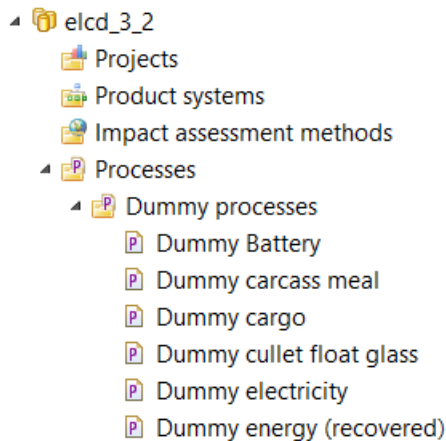 elcd_3_2
Projects
Product systems
Impact assessment methods
P Processes
P Dummy processes
P Dummy Battery
P Dummy carcass meal
P Dummy cargo
P Dummy cullet float glass
P Dummy electricity
P Dummy energy (recovered)